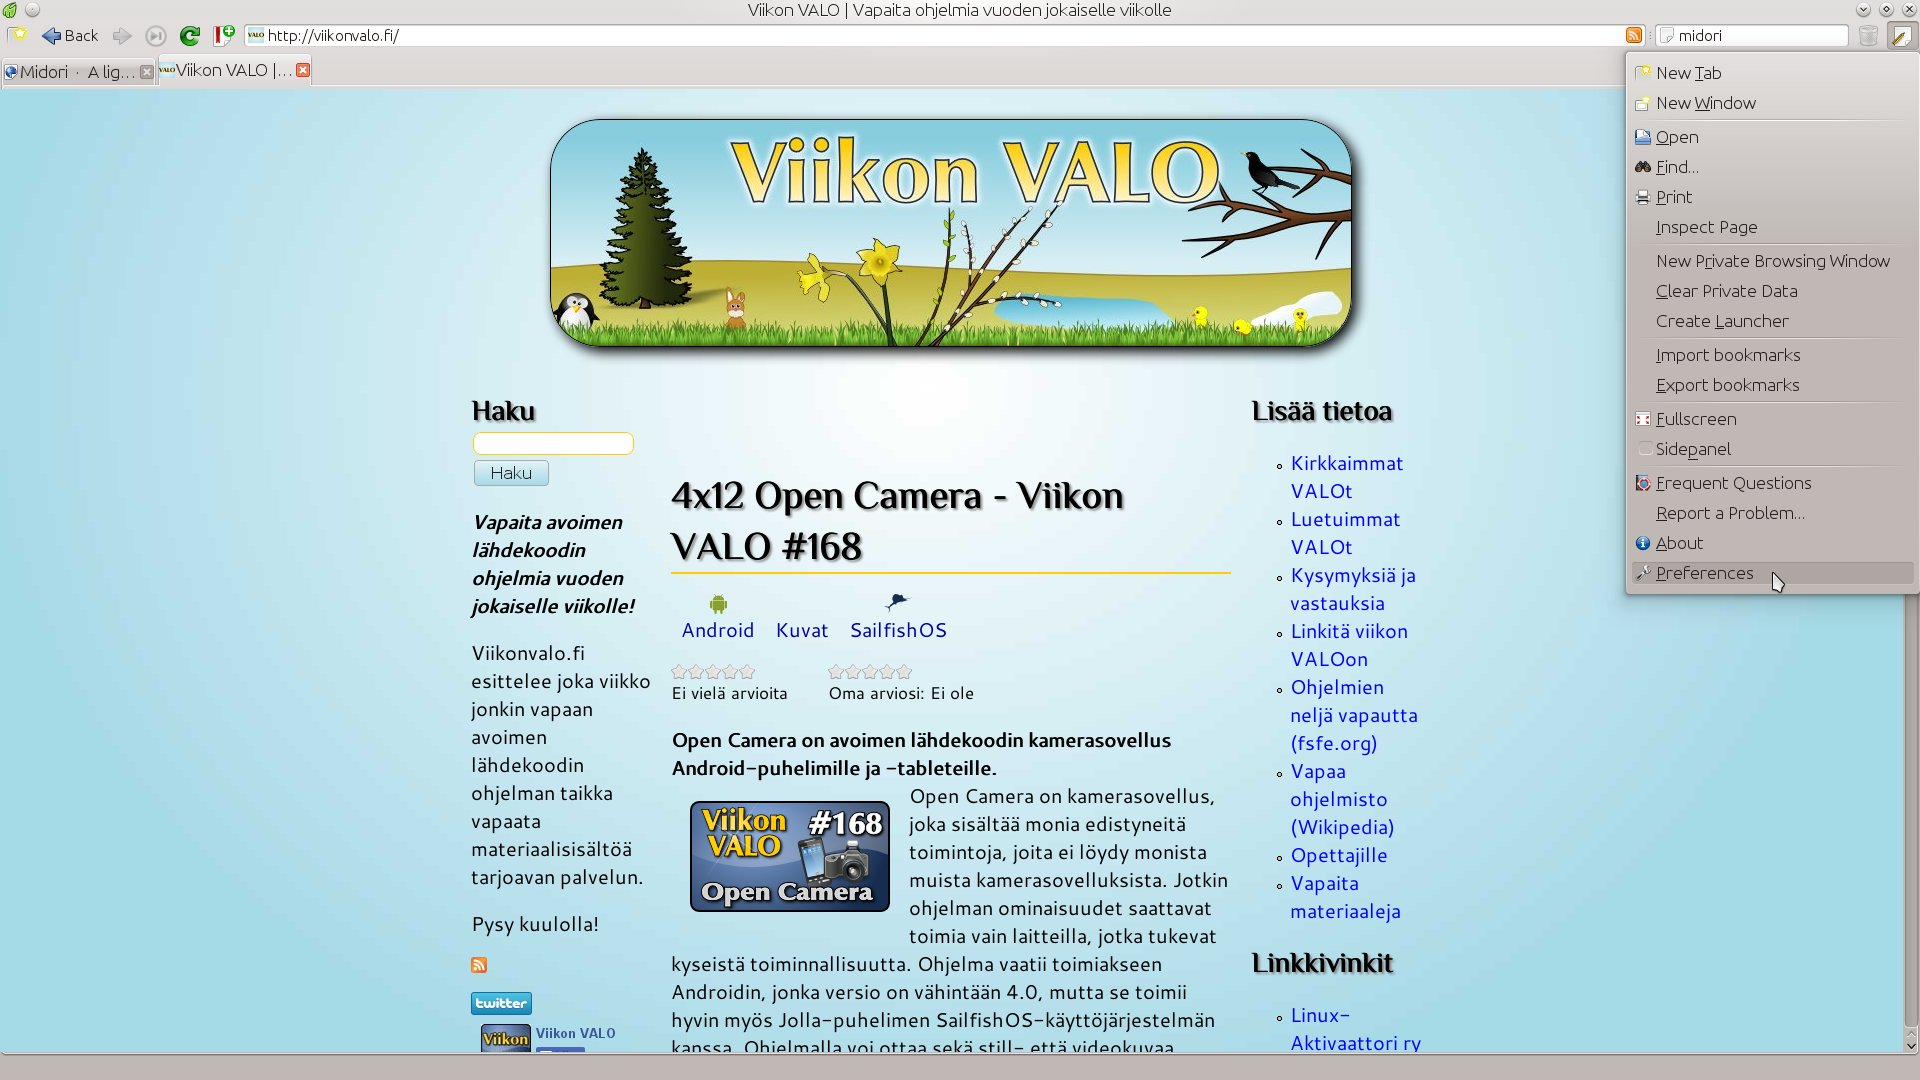 Viikon VALO | Vapaita ohjelmia vuoden jokaiselle viikolle
Back
http://viikonvalo.fi/
midori
Midori · A lig...
Viikon VALO |...
New Tab
New Window
Open
Find...
Print
Inspect Page
New Private Browsing Window
Clear Private Data
Create Launcher
Import bookmarks
Export bookmarks
Fullscreen
Sidepanel
Frequent Questions
Report a Problem...
About
Preferences
Viikon VALO
Haku
Haku
Vapaita avoimen
lähdekoodin
ohjelmia vuoden
jokaiselle viikolle!
Viikonvalo.fi
esittelee joka viikko
jonkin vapaan
avoimen
lähdekoodin
ohjelman taikka
vapaata
materiaalisisältöä
tarjoavan palvelun.
Pysy kuulolla!
twitter
Viikon
Viikon VALO
4x12 Open Camera - Viikon
VALO #168
Android Kuvat SailfishOS
Ei vielä arvioita
Oma arviosi: Ei ole
Open Camera on avoimen lähdekoodin kamerasovellus
Android-puhelimille ja -tableteille.
Viikon
VALO
#168
Open Camera
Open Camera on kamerasovellus,
joka sisältää monia edistyneitä
toimintoja, joita ei löydy monista
muista kamerasovelluksista. Jotkin
ohjelman ominaisuudet saattavat
toimia vain laitteilla, jotka tukevat
kyseistä toiminnallisuutta. Ohjelma vaatii toimiakseen
Androidin, jonka versio on vähintään 4.0, mutta se toimii
hyvin myös Jolla-puhelimen SailfishOS-käyttöjärjestelmän
kanssa. Ohjelmalla voi ottaa sekä still- että videokuvaa
Lisää tietoa
Kirkkaimmat
VALOt
Luetuimmat
VALOt
Kysymyksiä ja
vastauksia
Linkitä viikon
VALOon
Ohjelmien
neljä vapautta
(fsfe.org)
Vapaa
ohjelmisto
(Wikipedia)
Opettajille
Vapaita
materiaaleja
Linkkivinkit
Linux-
Aktivaattori ry